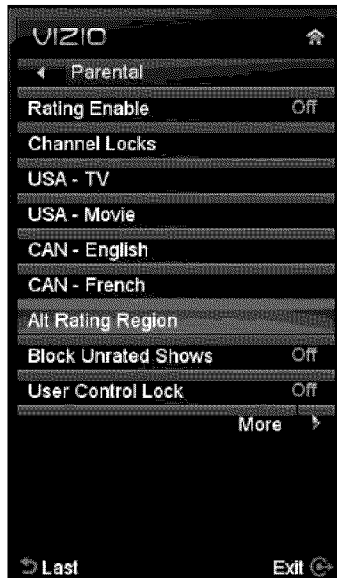 VIZIO
Parental
Rating Enable Off
Channel Locks
USA - TV
USA - Movie
CAN - English
CAN - French
Alt Rating Region
Block Unrated Shows Off
User Control Lock Off
More
Last Exit